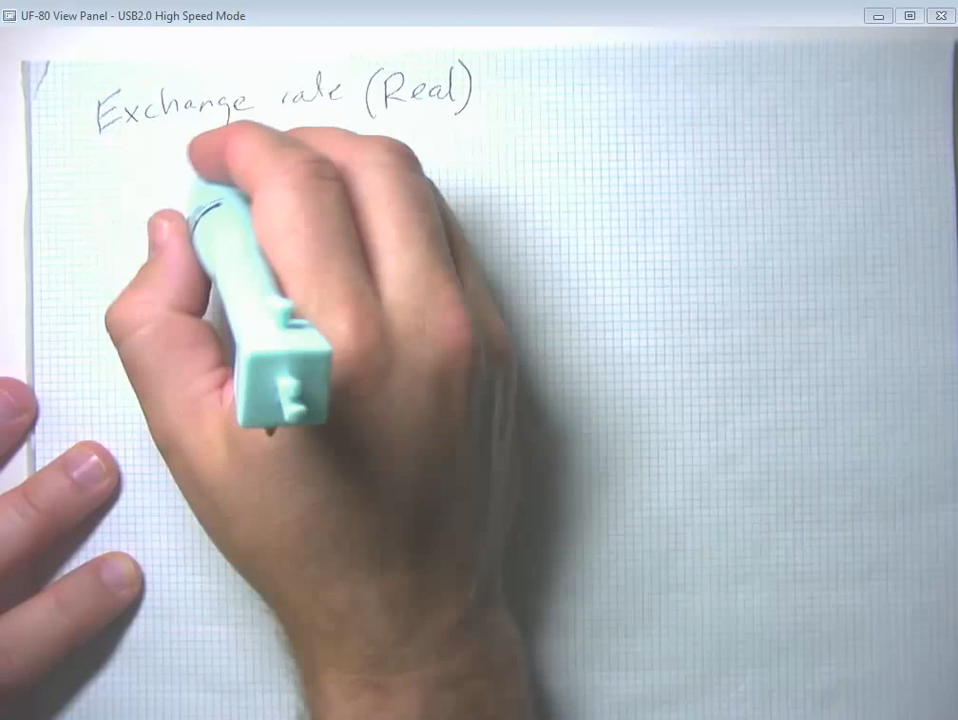 UF-80 View Panel - USB2.0 High Speed Mode
Exchange rate (Real)